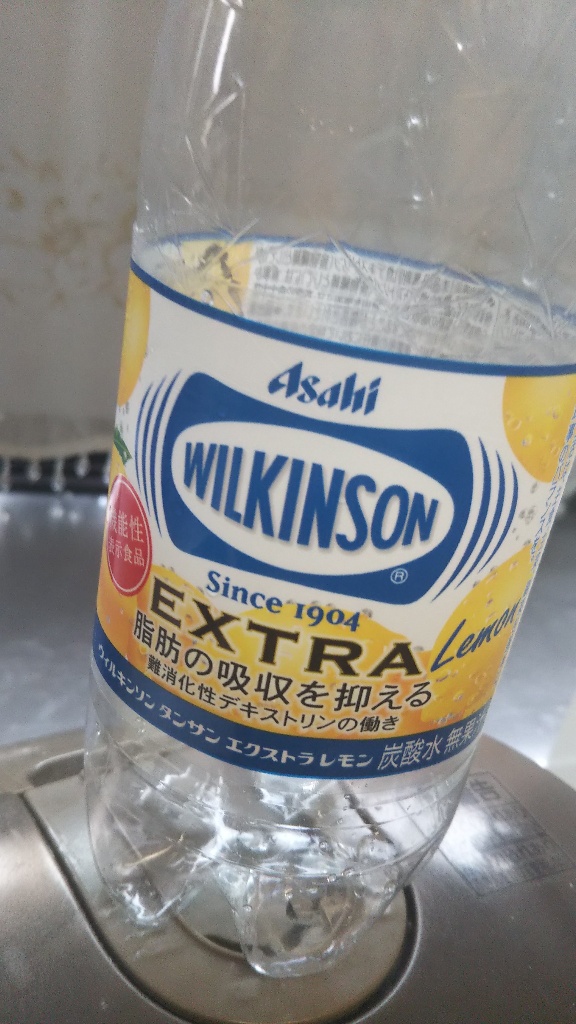 Asahi
WILKINSON
®
機能性
表示食品
Since 1904
EXTRA
Lemon
脂肪の吸収を抑える
難消化性デキストリンの働き
ウィルキンソン タンサン エクストラ レモン 炭酸水 無果汁